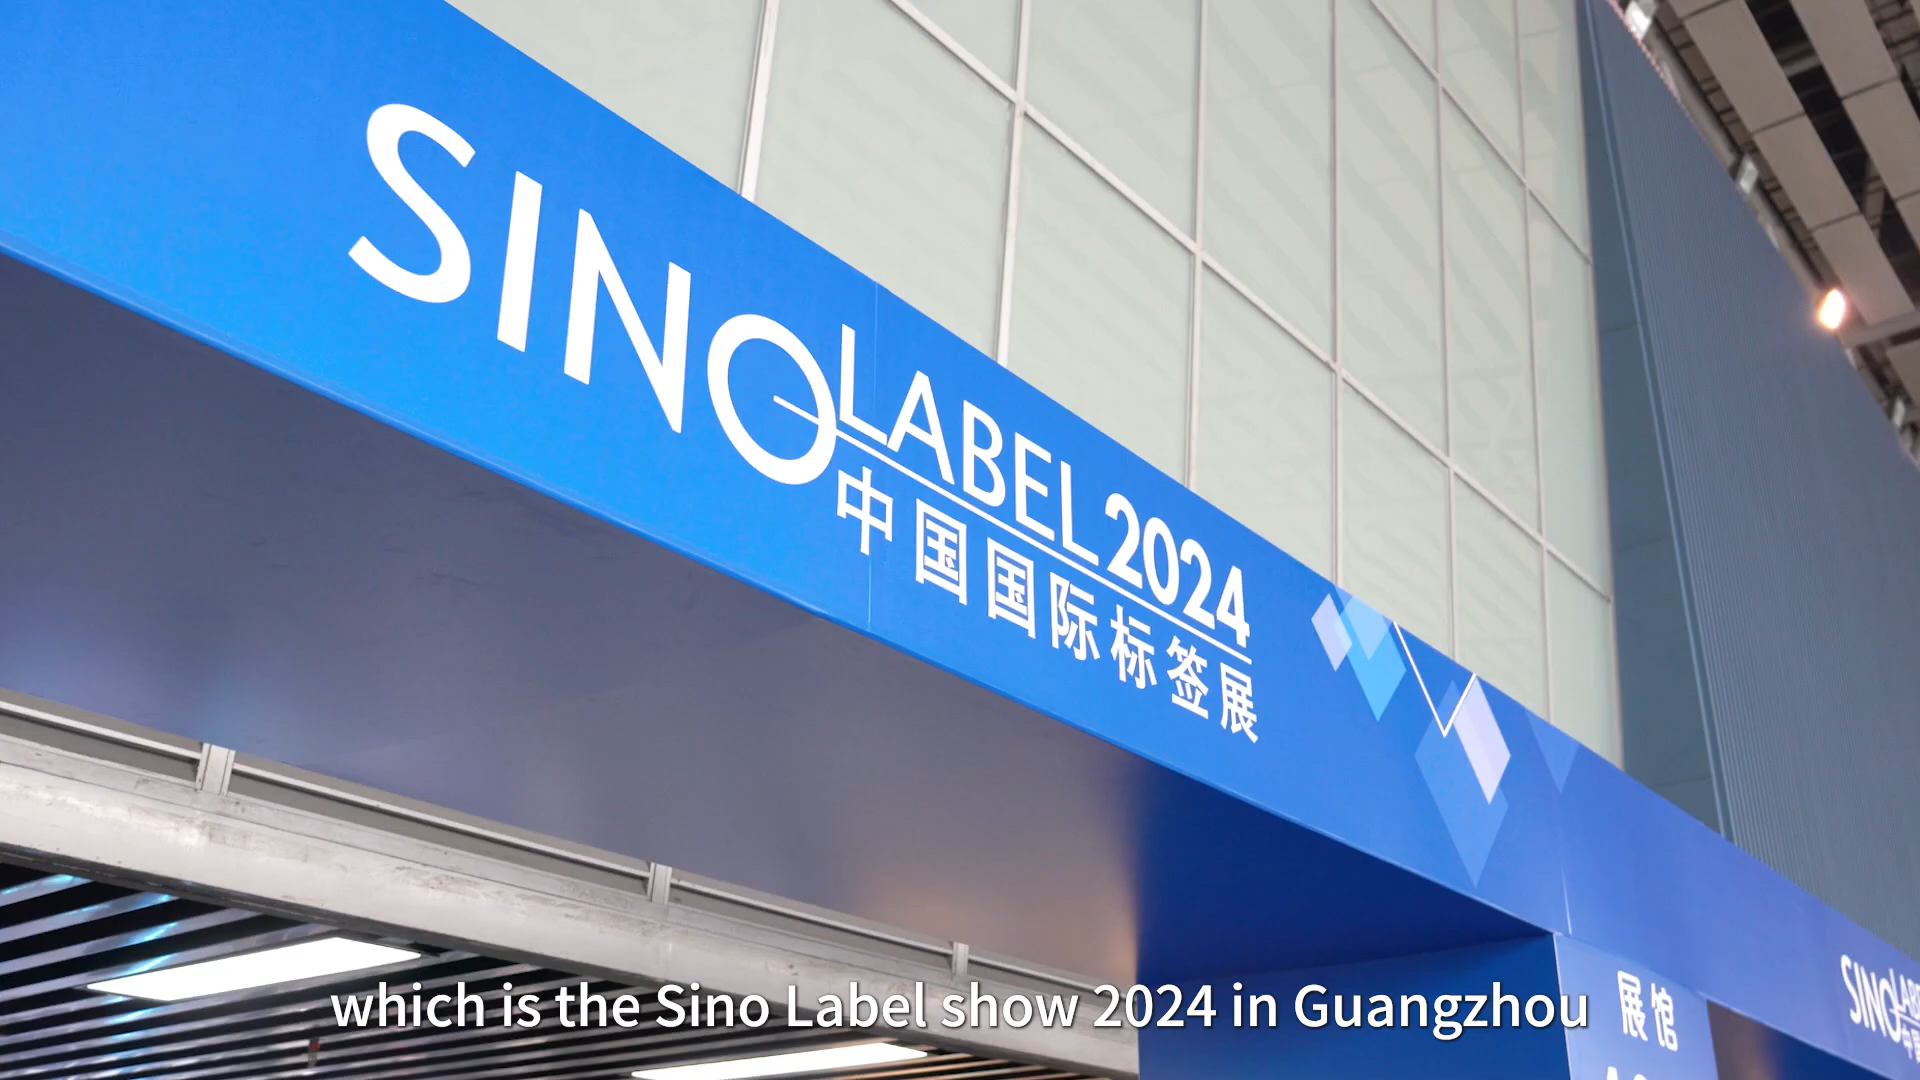 SINO LABEL 2024
中国国际标签展
展馆
SINO
which is the Sino Label show 2024 in Guangzhou